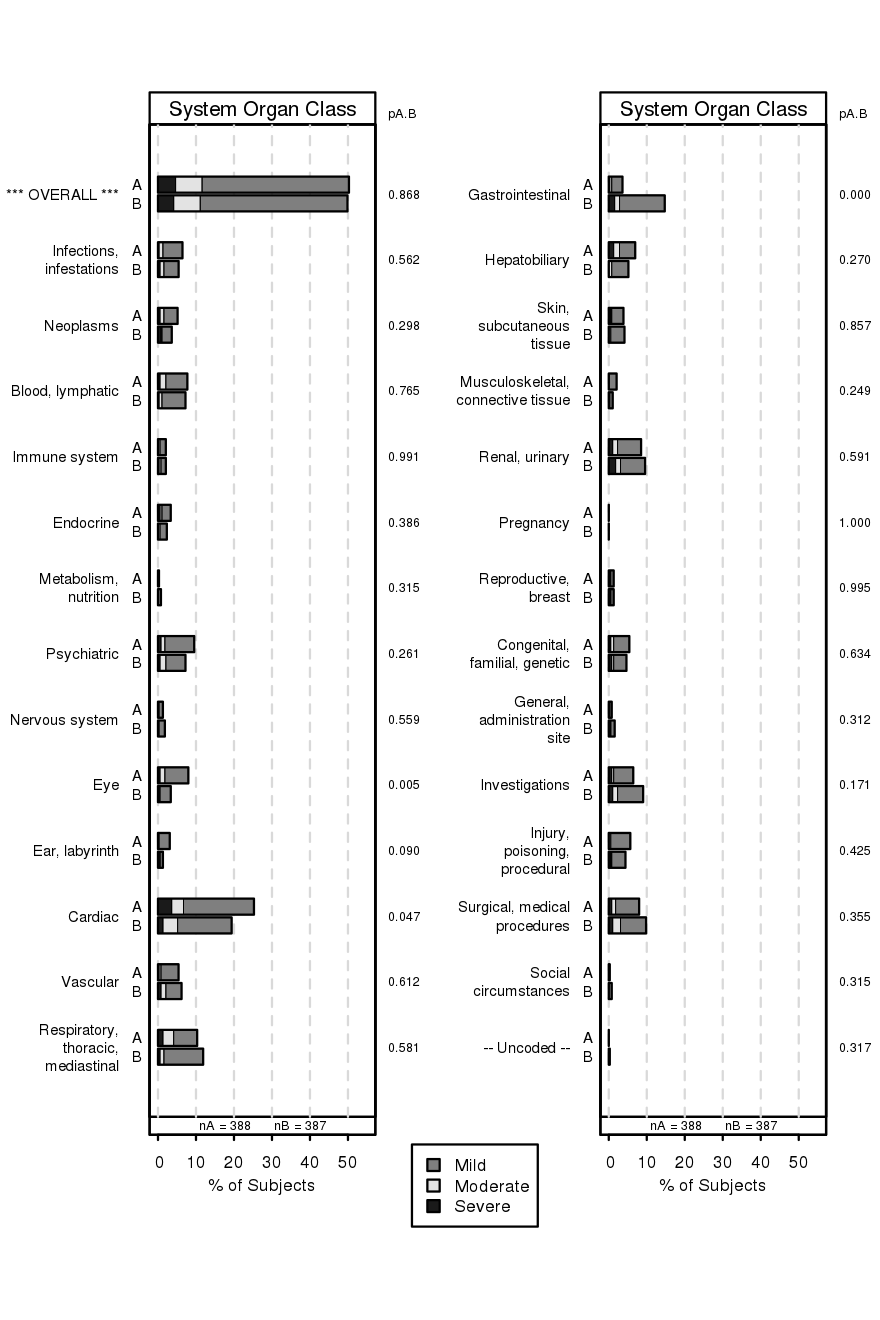 System Organ Class
pA.B
*** OVERALL ***
A
B
0.868
Infections,
infestations
A
B
0.562
Neoplasms
A
B
0.298
Blood, lymphatic
A
B
0.765
Immune system
A
B
0.991
Endocrine
A
B
0.386
Metabolism,
nutrition
A
B
0.315
Psychiatric
A
B
0.261
Nervous system
A
B
0.559
Eye
A
B
0.005
Ear, labyrinth
A
B
0.090
Cardiac
A
B
0.047
Vascular
A
B
0.612
Respiratory,
thoracic,
mediastinal
A
B
0.581
nA = 388 nB = 387
0 10 20 30 40 50
% of Subjects
System Organ Class
pA.B
Gastrointestinal
A
B
0.000
Hepatobiliary
A
B
0.270
Skin,
subcutaneous
tissue
A
B
0.857
Musculoskeletal,
connective tissue
A
B
0.249
Renal, urinary
A
B
0.591
Pregnancy
A
B
1.000
Reproductive,
breast
A
B
0.995
Congenital,
familial, genetic
A
B
0.634
General,
administration
site
A
B
0.312
Investigations
A
B
0.171
Injury,
poisoning,
procedural
A
B
0.425
Surgical, medical
procedures
A
B
0.355
Social
circumstances
A
B
0.315
-- Uncoded --
A
B
0.317
nA = 388 nB = 387
0 10 20 30 40 50
% of Subjects
Mild
Moderate
Severe